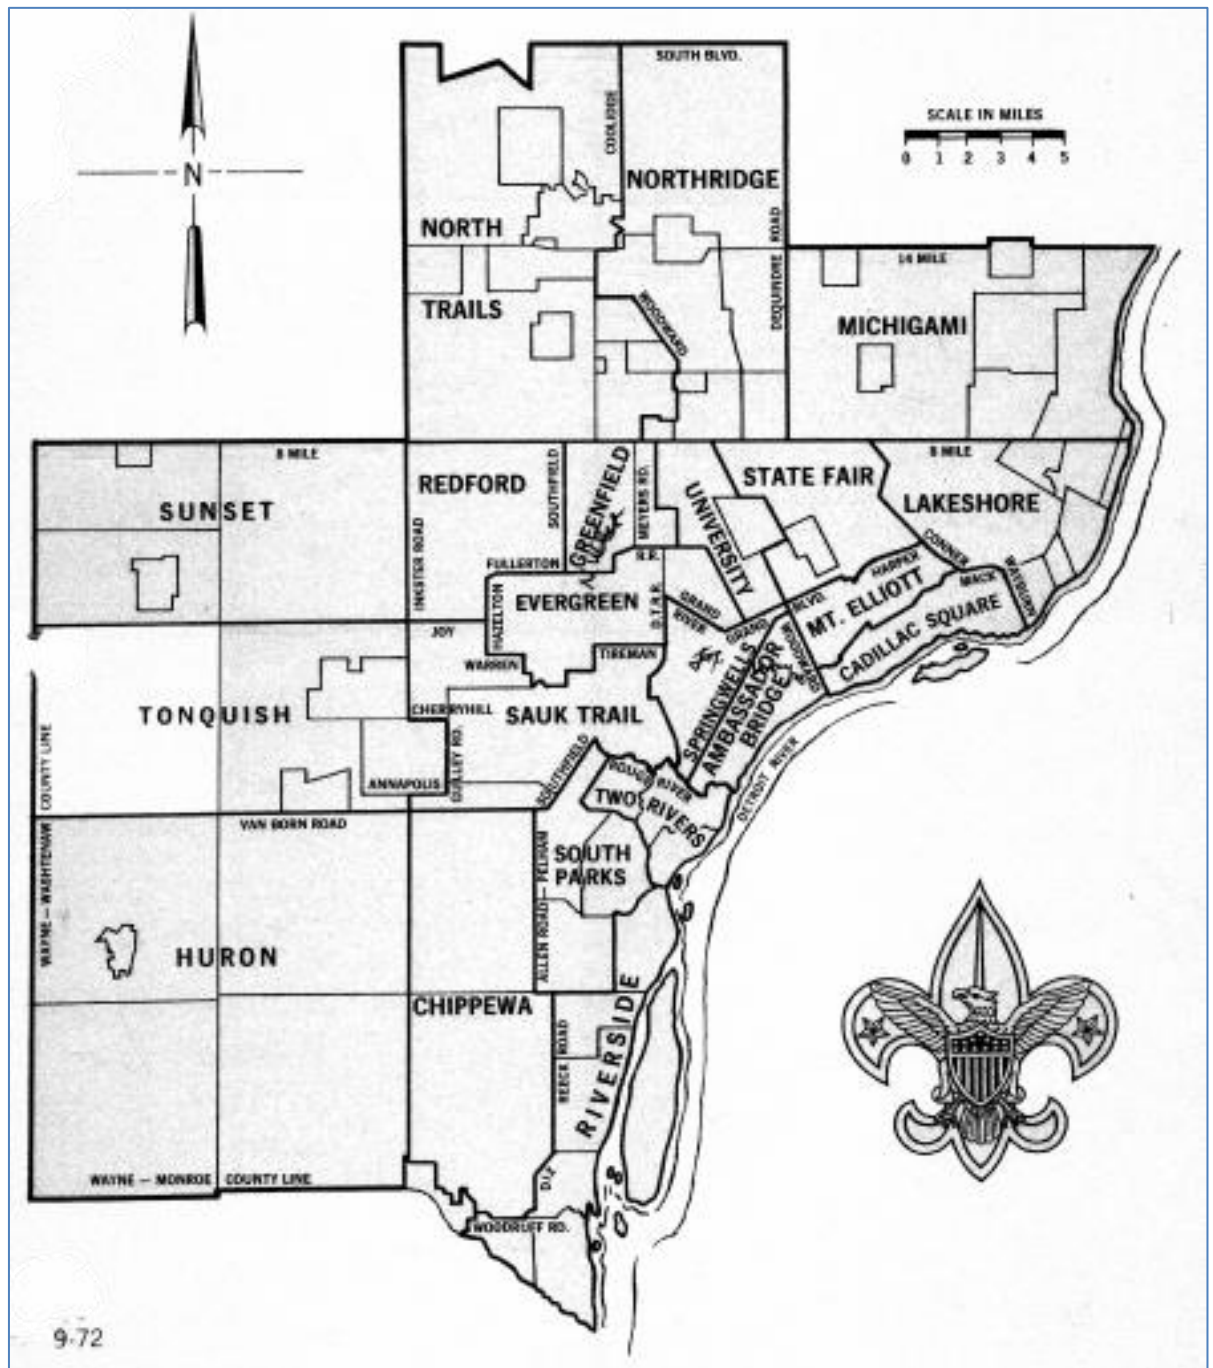 SOUTH BLVD.
COOLIDGE
SCALE IN MILES
0 1 2 3 4 5
N
NORTHRIDGE
NORTH
ROAD
14 MILE
DEQUINDRE
TRAILS
WOODWARD
MICHIGAMI
8 MILE
8 MILE
REDFORD
SOUTHFIELD
GREENFIELD
MEYERS RD.
STATE FAIR
UNIVERSITY
LAKESHORE
SUNSET
INKSTER ROAD
FULLERTON
R.R.
HARPER
CONNER
EVERGREEN
HAZELTON
D.T.R.R.
GRAND
RIVER
GRAND
BLVD.
MT. ELLIOTT
MACK
WAYBURN
CADILLAC SQUARE
JOY
WARREN
TIREMAN
WOODWARD
SPRINGWELLS
AMBASSADOR
BRIDGE
TONQUISH
CHERRYHILL
SAUK TRAIL
COUNTY LINE
ANNAPOLIS
GULLEY RD.
SOUTHFIELD
ROUGE RIVER
DETROIT RIVER
TWO RIVERS
VAN BORN ROAD
WAYNE — WASHTENAW
SOUTH
PARKS
ALLEN ROAD — PELHAM
HURON
CHIPPEWA
RIVERSIDE
REECK ROAD
WAYNE — MONROE COUNTY LINE
WOODRUFF RD.
9-72